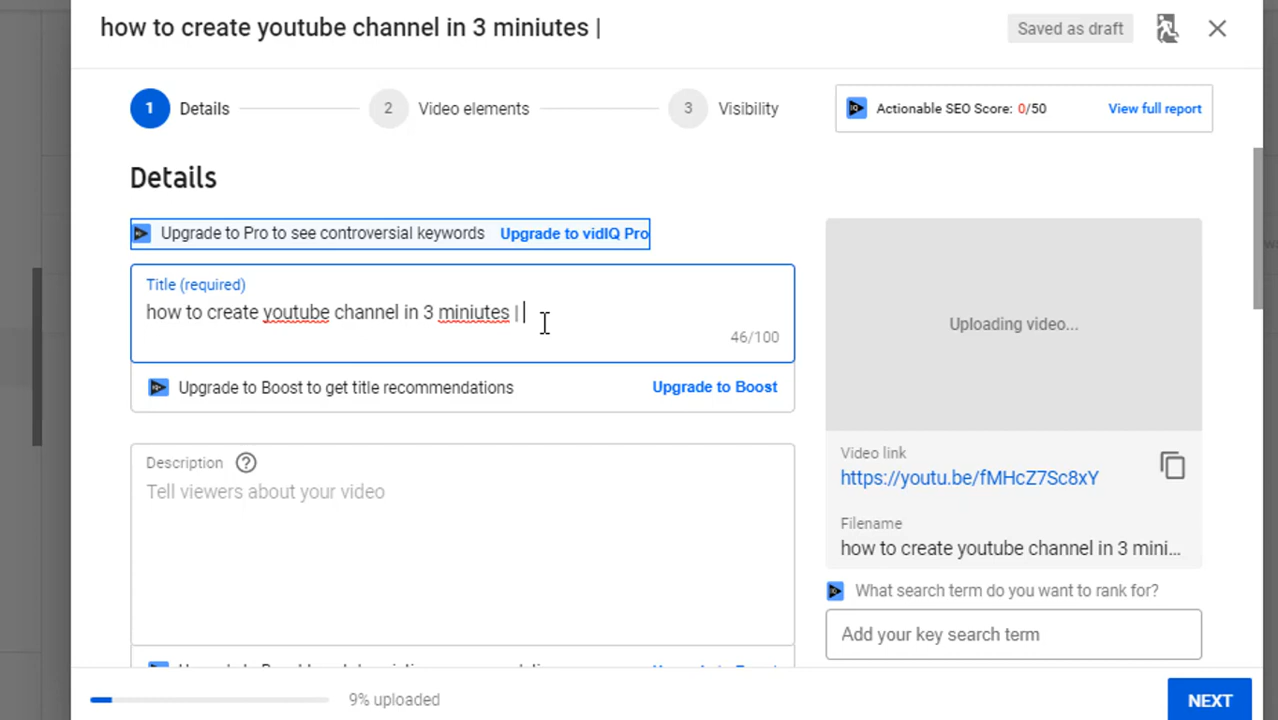 how to create youtube channel in 3 miniutes |
Saved as draft
1 Details
2 Video elements
3 Visibility
Actionable SEO Score: 0/50
View full report
Details
Upgrade to Pro to see controversial keywords Upgrade to vidIQ Pro
Title (required)
how to create youtube channel in 3 miniutes |
46/100
Upgrade to Boost to get title recommendations Upgrade to Boost
Description ?
Tell viewers about your video
Uploading video...
Video link
https://youtu.be/fMHcZ7Sc8xY
Filename
how to create youtube channel in 3 mini...
What search term do you want to rank for?
Add your key search term
9% uploaded
NEXT